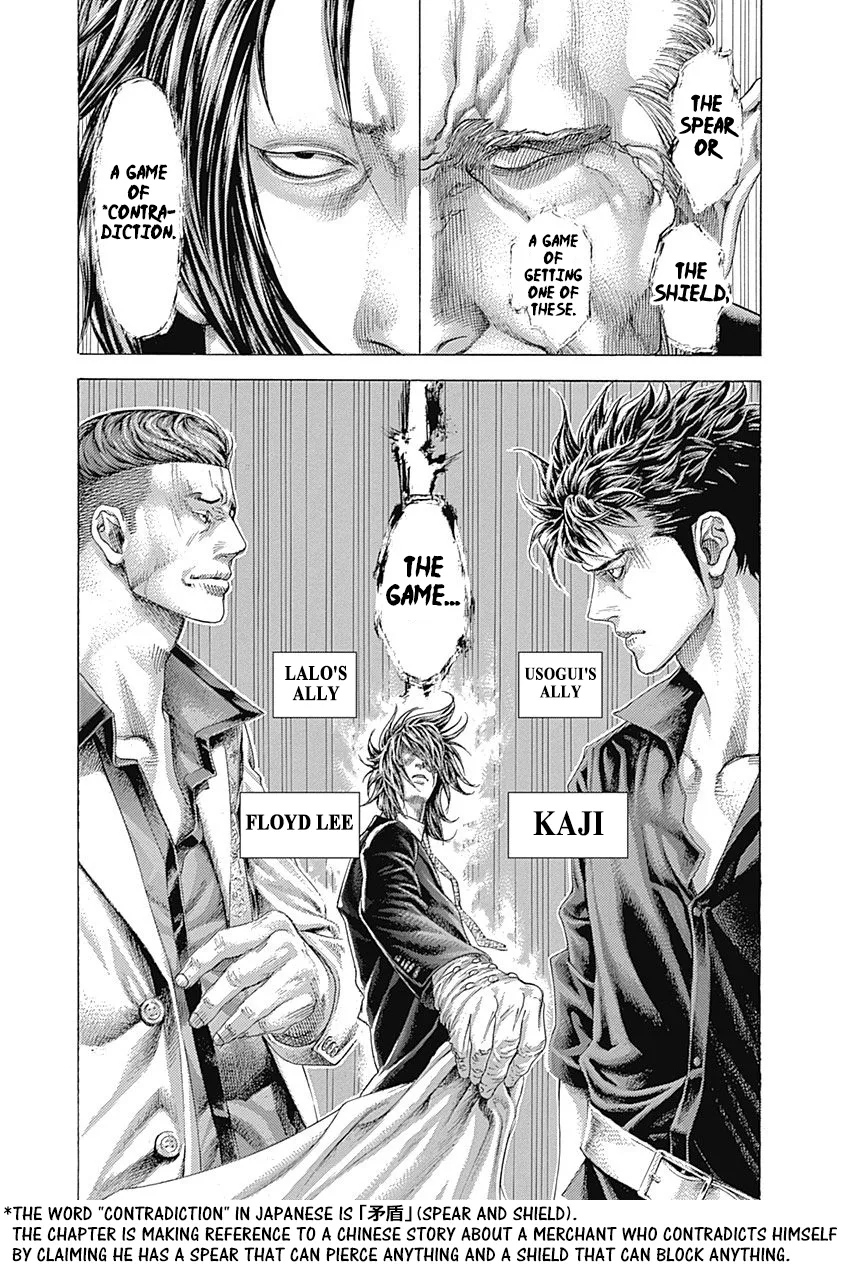 THE
SPEAR
OR
THE
SHIELD,
A GAME
OF
GETTING
ONE OF
THESE.
A GAME
OF
*CONTRA-
DICTION.
THE
GAME...
LALO'S
ALLY
USOGUI'S
ALLY
FLOYD LEE
KAJI
*THE WORD "CONTRADICTION" IN JAPANESE IS「矛盾」(SPEAR AND SHIELD).
THE CHAPTER IS MAKING REFERENCE TO A CHINESE STORY ABOUT A MERCHANT WHO CONTRADICTS HIMSELF
BY CLAIMING HE HAS A SPEAR THAT CAN PIERCE ANYTHING AND A SHIELD THAT CAN BLOCK ANYTHING.